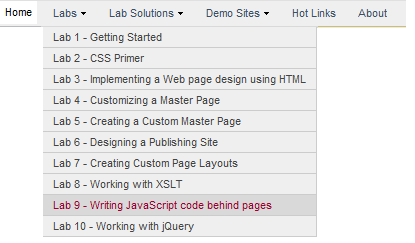 Home Labs Lab Solutions Demo Sites Hot Links About
Lab 1 - Getting Started
Lab 2 - CSS Primer
Lab 3 - Implementing a Web page design using HTML
Lab 4 - Customizing a Master Page
Lab 5 - Creating a Custom Master Page
Lab 6 - Designing a Publishing Site
Lab 7 - Creating Custom Page Layouts
Lab 8 - Working with XSLT
Lab 9 - Writing JavaScript code behind pages
Lab 10 - Working with jQuery